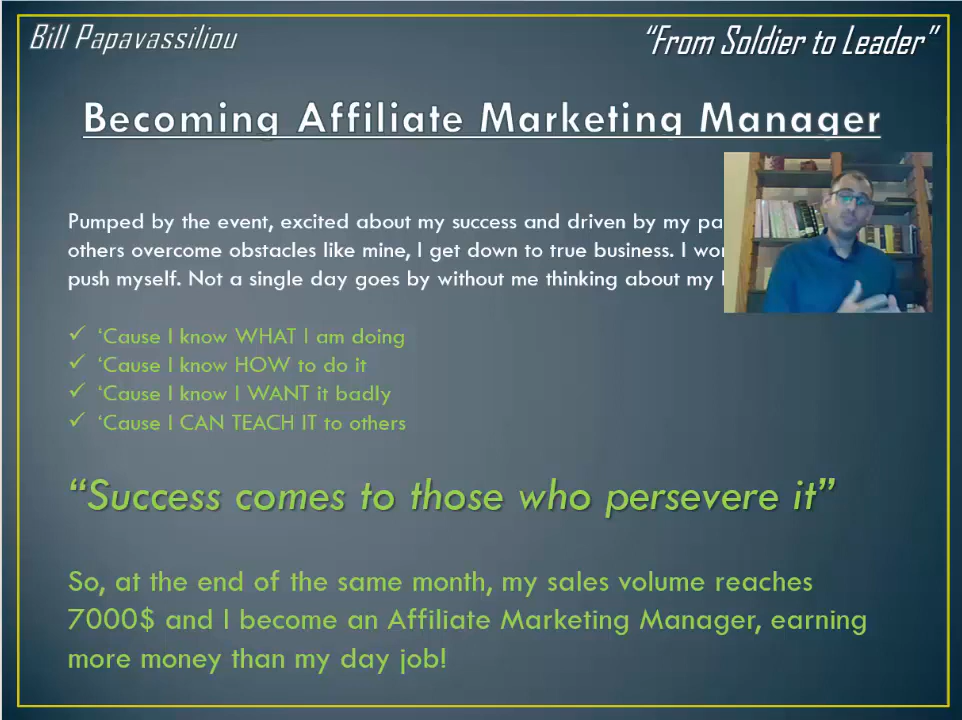 Bill Papavassiliou
“From Soldier to Leader”
Becoming Affiliate Marketing Manager
Pumped by the event, excited about my success and driven by my
others overcome obstacles like mine, I get down to true business. I
push myself. Not a single day goes by without me thinking about my
✓ ‘Cause I know WHAT I am doing
✓ ‘Cause I know HOW to do it
✓ ‘Cause I know I WANT it badly
✓ ‘Cause I CAN TEACH IT to others
“Success comes to those who persevere it”
So, at the end of the same month, my sales volume reaches
7000$ and I become an Affiliate Marketing Manager, earning
more money than my day job!